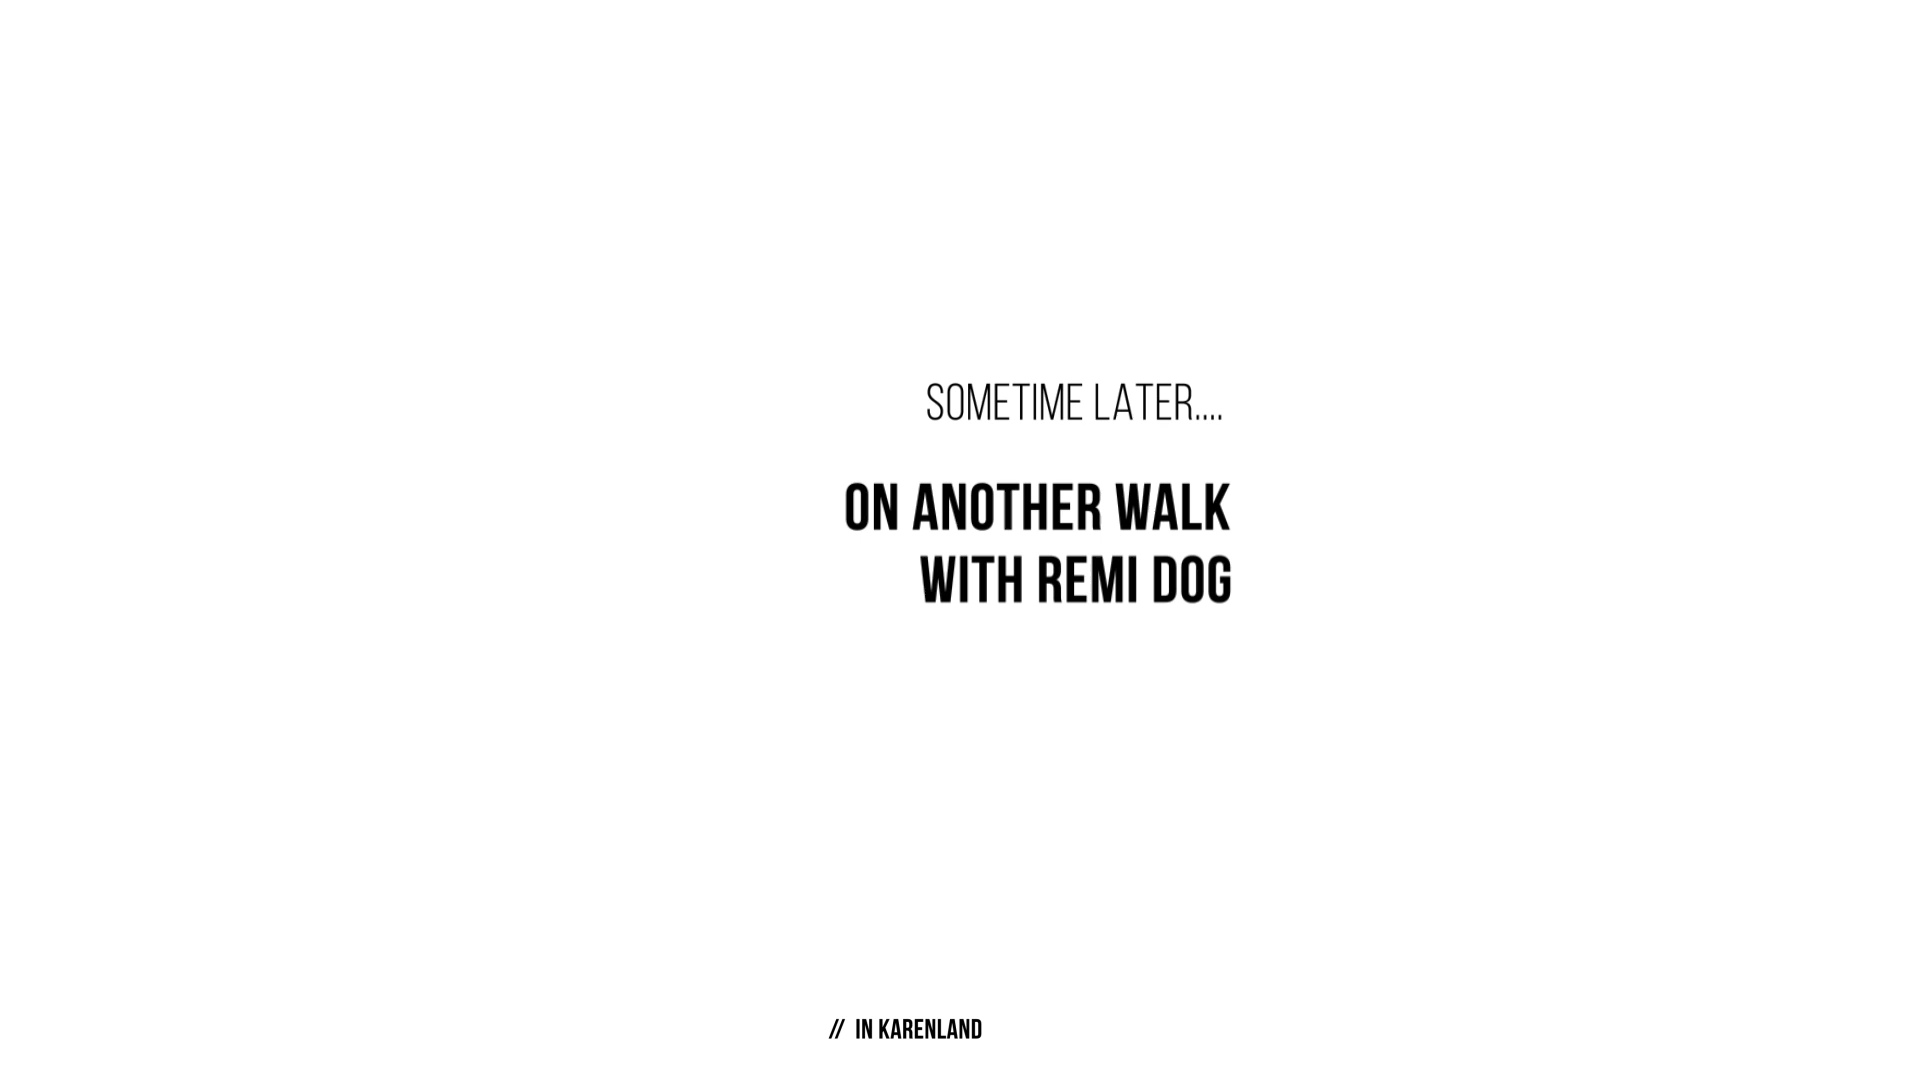 SOMETIME LATER....
ON ANOTHER WALK
WITH REMI DOG
// IN KARENLAND